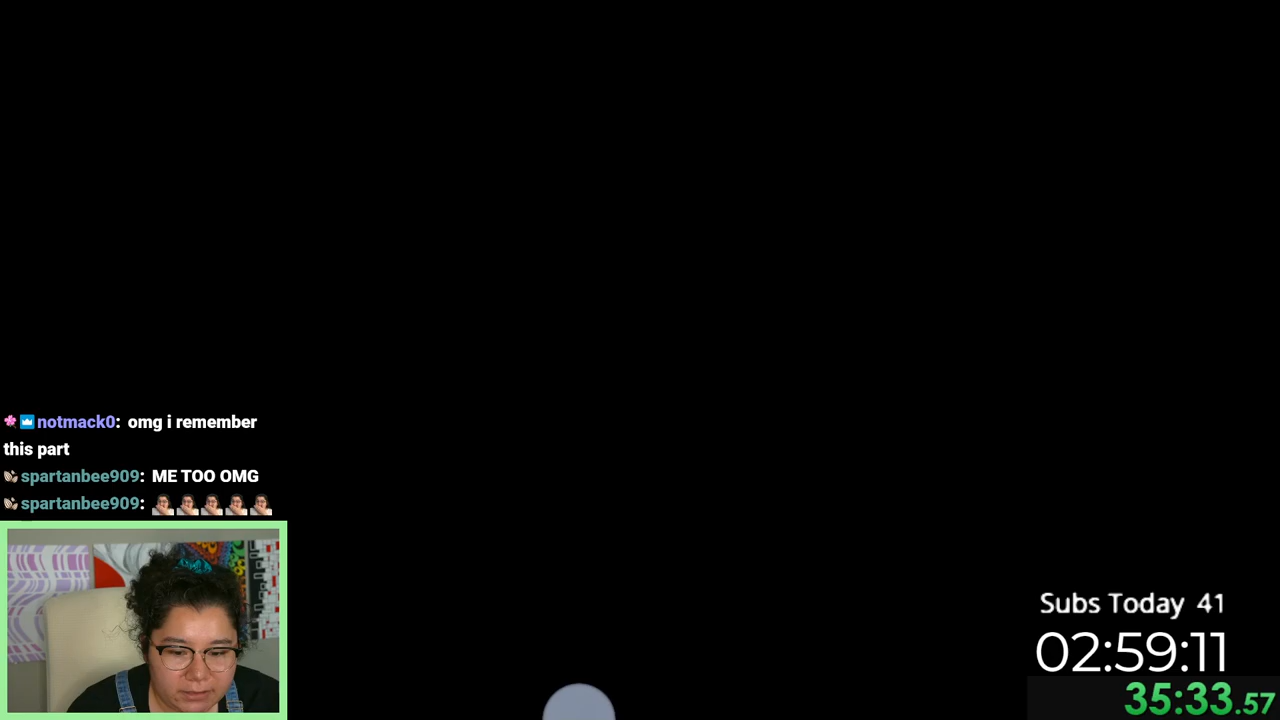 notmack0: omg i remember
this part
spartanbee909: ME TOO OMG
spartanbee909:
Subs Today 41
02:59:11
35:33.57